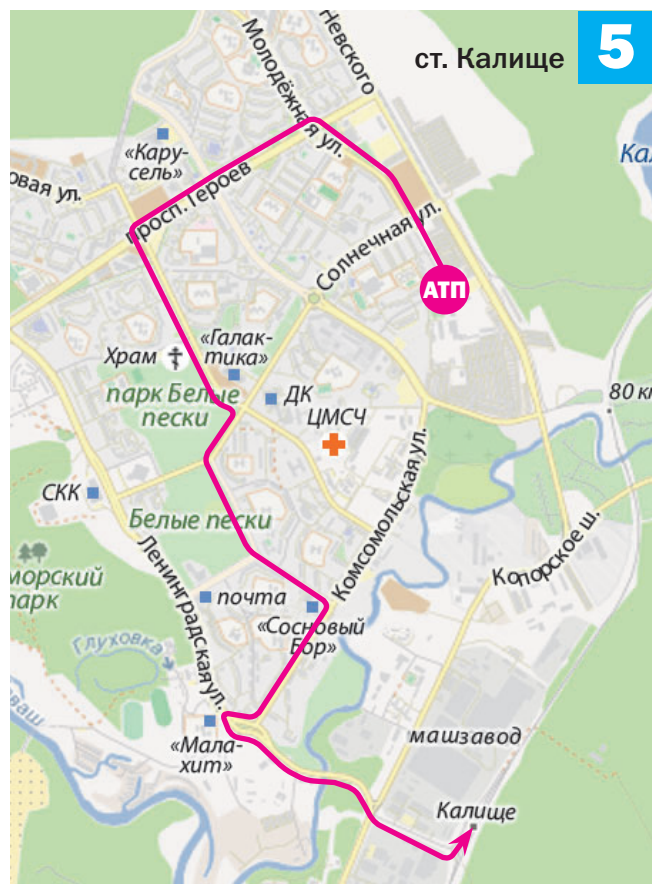 ст. Калище
5
Невского
Молодёжная ул.
«Кару-
сель»
Ка
овая ул.
просп. Героев
Солнечная ул.
АТП
Храм
«Галак-
тика»
парк Белые
пески
ДК
ЦМСЧ
80 к
СКК
Белые пески
Комсомольская ул.
Копорское ш.
Ленинградская ул.
морский
парк
почта
«Сосновый
Бор»
Глуховка
ваш
«Мала-
хит»
машзавод
Калище